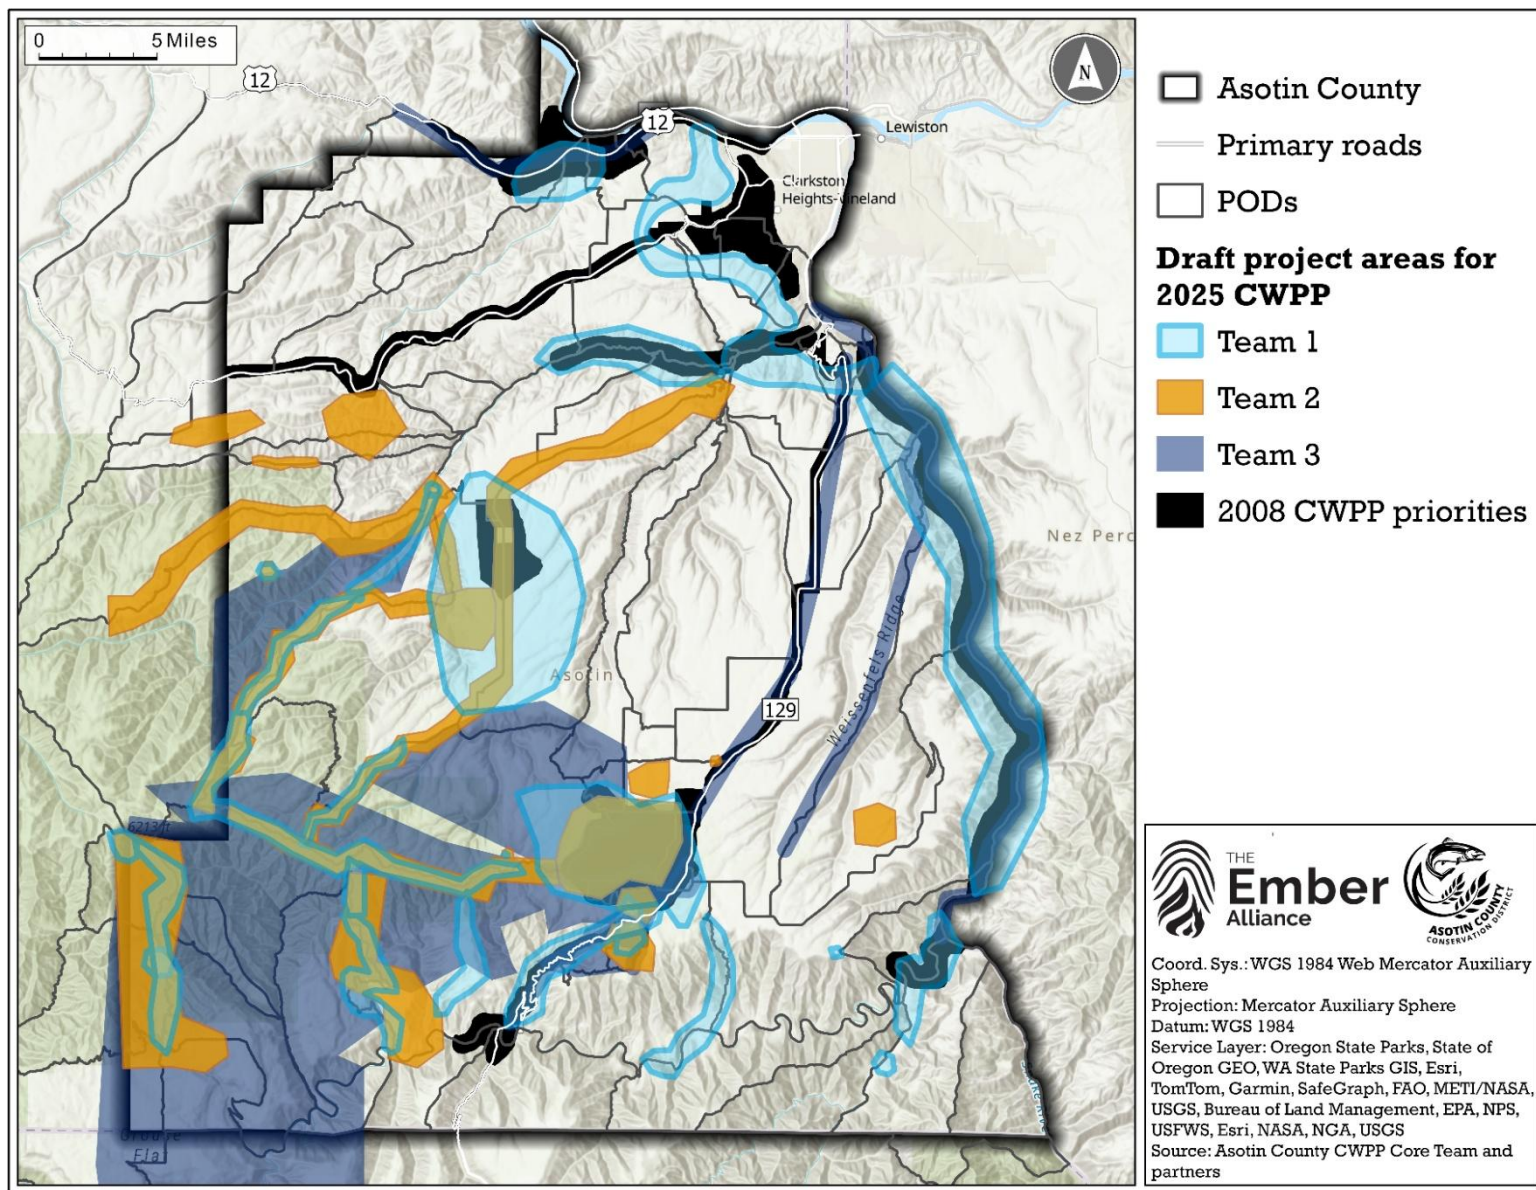 0 5 Miles
12
N
12
Lewiston
Clarkston
Heights-Vineland
Nez Perc
Asotin
Weissenfels Ridge
129
6213 ft
Grouse
Flat
Asotin County
Primary roads
PODs
Draft project areas for
2025 CWPP
Team 1
Team 2
Team 3
2008 CWPP priorities
THE
Ember
Alliance
ASOTIN COUNTY
CONSERVATION DISTRICT
Coord. Sys.: WGS 1984 Web Mercator Auxiliary
Sphere
Projection: Mercator Auxiliary Sphere
Datum: WGS 1984
Service Layer: Oregon State Parks, State of
Oregon GEO, WA State Parks GIS, Esri,
TomTom, Garmin, SafeGraph, FAO, METI/NASA,
USGS, Bureau of Land Management, EPA, NPS,
USFWS, Esri, NASA, NGA, USGS
Source: Asotin County CWPP Core Team and
partners